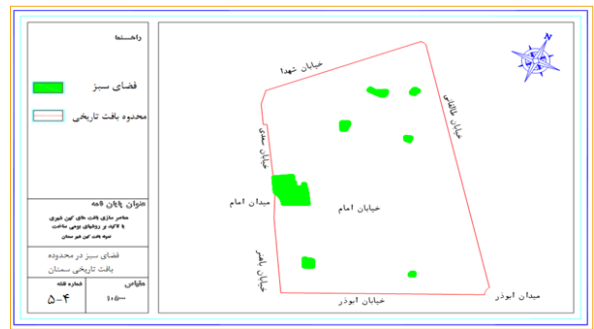 راهنما
فضای سبز
محدوه بافت تاریخی
عنوان پایان نامه
معاصر سازی بافت های کهن شهری
با تاکید بر روشهای بومی ساخت
نمونه بافت کهن شهر سمنان
فضای سبز در محدوده
بافت تاریخی سمنان
مقیاس
شماره نقشه
۵-۴
N
خیابان شهدا
خیابان طالقانی
خیابان سعدی
میدان امام
خیابان امام
خیابان باهنر
خیابان ابوذر
میدان ابوذر